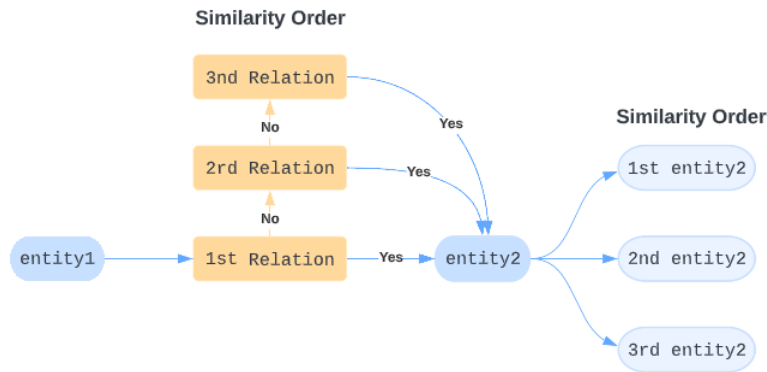 Similarity Order
3nd Relation
Yes
No
Similarity Order
2rd Relation
Yes
1st entity2
No
entity1
1st Relation
Yes
entity2
2nd entity2
3rd entity2